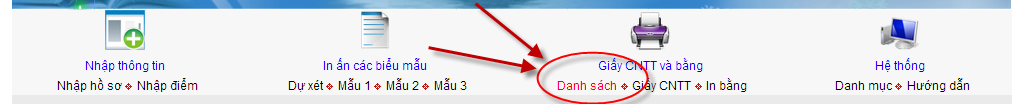 Nhập thông tin
In ấn các biểu mẫu
Giấy CNTT và bằng
Hệ thống
Nhập hồ sơ ❖ Nhập điểm
Dự xét ❖ Mẫu 1 ❖ Mẫu 2 ❖ Mẫu 3
Danh sách ❖ Giấy CNTT ❖ In bằng
Danh mục ❖ Hướng dẫn